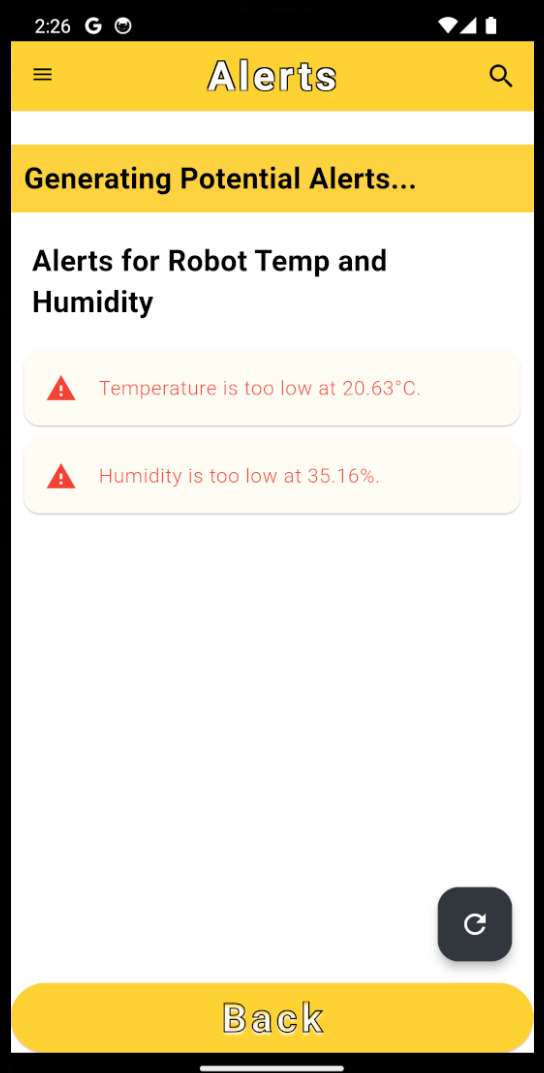 2:26 G
Alerts
Generating Potential Alerts...
Alerts for Robot Temp and
Humidity
Temperature is too low at 20.63°C.
Humidity is too low at 35.16%.
Back